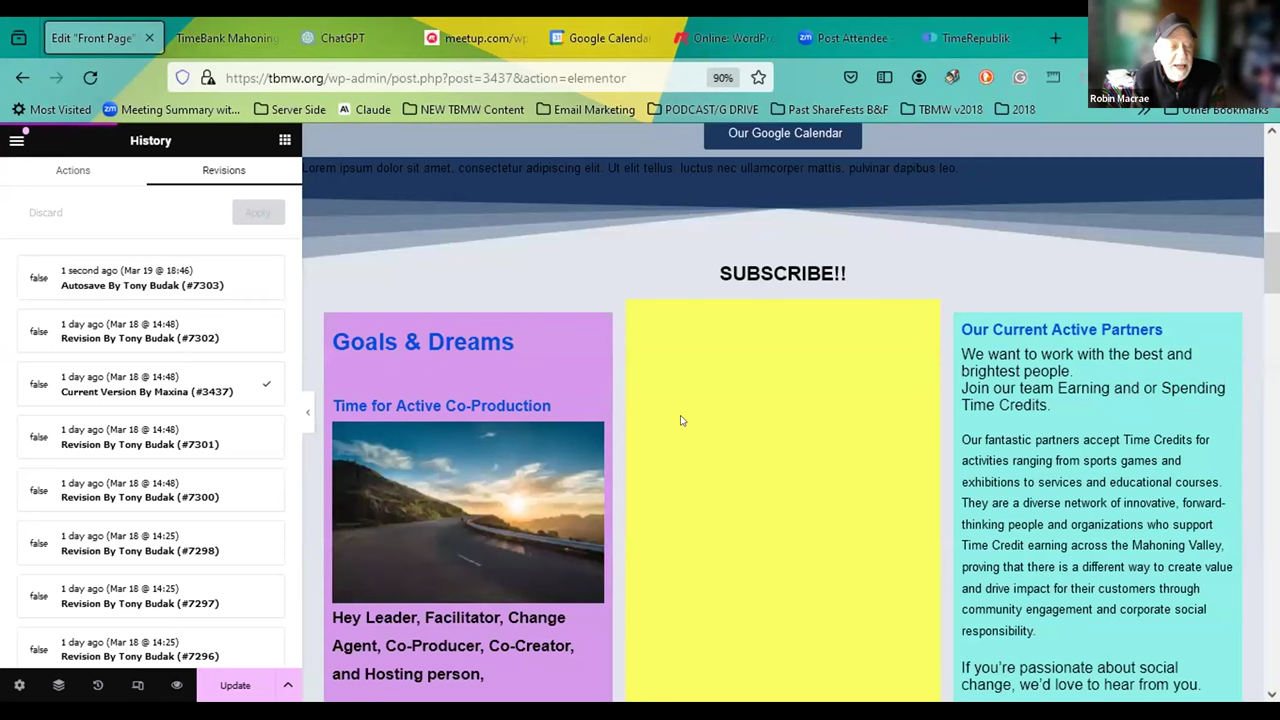 Edit "Front Page"
TimeBank Mahoning
ChatGPT
meetup.com/wp
Google Calenda
Online: WordPr
Post Attendee
TimeRepublik
https://tbmw.org/wp-admin/post.php?post=3437&action=elementor
90%
Robin Macrae
Most Visited
Meeting Summary with
Server Side
Claude
NEW TBMW Content
Email Marketing
PODCAST/G DRIVE
Past ShareFests B&F
TBMW v2018
2018
Other Bookmarks
History
Actions
Revisions
Discard
Apply
false
1 second ago (Mar 19 @ 18:46)
Autosave By Tony Budak (#7303)
false
1 day ago (Mar 18 @ 14:48)
Revision By Tony Budak (#7302)
false
1 day ago (Mar 18 @ 14:48)
Current Version By Maxina (#3437)
false
1 day ago (Mar 18 @ 14:48)
Revision By Tony Budak (#7301)
false
1 day ago (Mar 18 @ 14:48)
Revision By Tony Budak (#7300)
false
1 day ago (Mar 18 @ 14:25)
Revision By Tony Budak (#7298)
false
1 day ago (Mar 18 @ 14:25)
Revision By Tony Budak (#7297)
false
1 day ago (Mar 18 @ 14:25)
Revision By Tony Budak (#7296)
Update
Our Google Calendar
Lorem ipsum dolor sit amet, consectetur adipiscing elit. Ut elit tellus, luctus nec ullamcorper mattis, pulvinar dapibus leo.
SUBSCRIBE!!
Goals & Dreams
Time for Active Co-Production
Hey Leader, Facilitator, Change
Agent, Co-Producer, Co-Creator,
and Hosting person,
Our Current Active Partners
We want to work with the best and
brightest people.
Join our team Earning and or Spending
Time Credits.
Our fantastic partners accept Time Credits for
activities ranging from sports games and
exhibitions to services and educational courses.
They are a diverse network of innovative, forward-
thinking people and organizations who support
Time Credit earning across the Mahoning Valley,
proving that there is a different way to create value
and drive impact for their customers through
community engagement and corporate social
responsibility.
If you're passionate about social
change, we'd love to hear from you.